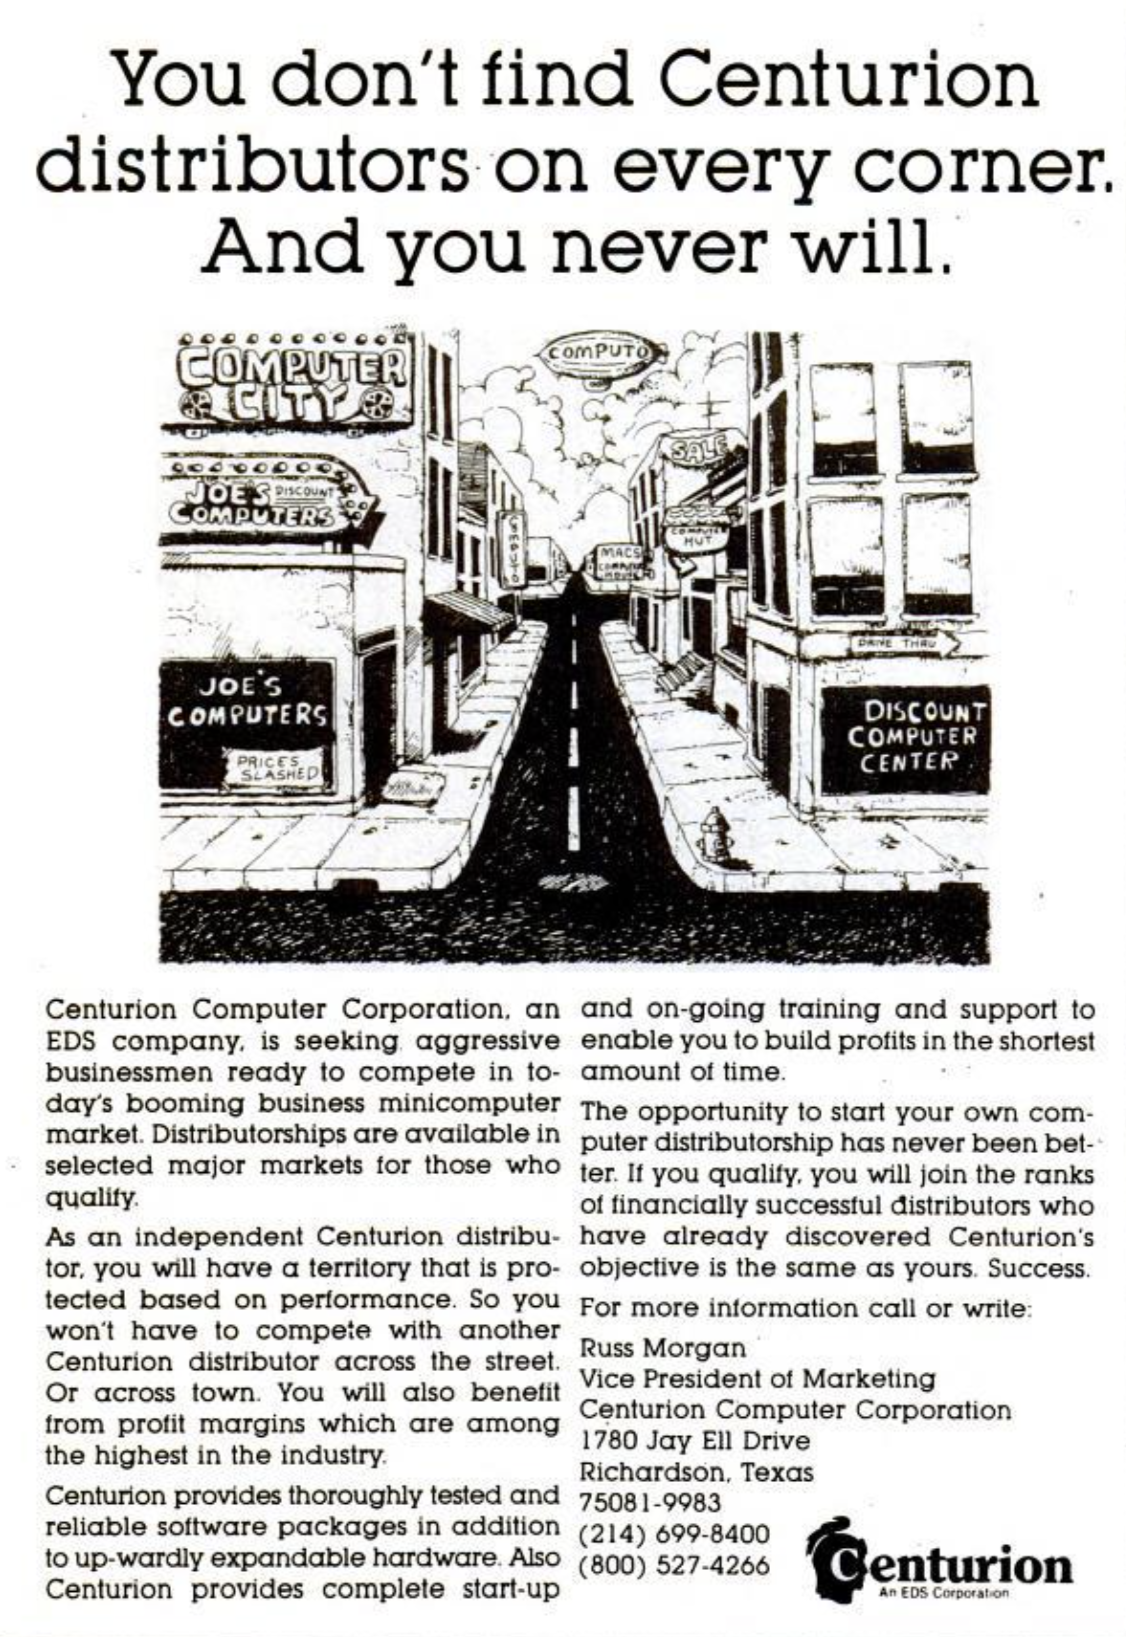 You don't find Centurion
distributors on every corner.
And you never will.
COMPUTER
CITY
COMPUTO
SALE
JOE'S DISCOUNT
COMPUTERS
COMPUTO
MACS
COMPUTER
HOUSE
COMPUTER
HUT
DRIVE THRU
JOE'S
COMPUTERS
PRICES
SLASHED
DISCOUNT
COMPUTER
CENTER
Centurion Computer Corporation, an
EDS company, is seeking aggressive
businessmen ready to compete in to-
day's booming business minicomputer
market. Distributorships are available in
selected major markets for those who
qualify.
As an independent Centurion distribu-
tor, you will have a territory that is pro-
tected based on performance. So you
won't have to compete with another
Centurion distributor across the street.
Or across town. You will also benefit
from profit margins which are among
the highest in the industry.
Centurion provides thoroughly tested and
reliable software packages in addition
to up-wardly expandable hardware. Also
Centurion provides complete start-up
and on-going training and support to
enable you to build profits in the shortest
amount of time.
The opportunity to start your own com-
puter distributorship has never been bet-
ter. If you qualify, you will join the ranks
of financially successful distributors who
have already discovered Centurion's
objective is the same as yours. Success.
For more information call or write:
Russ Morgan
Vice President of Marketing
Centurion Computer Corporation
1780 Jay Ell Drive
Richardson, Texas
75081-9983
(214) 699-8400
(800) 527-4266
Centurion
An EDS Corporation